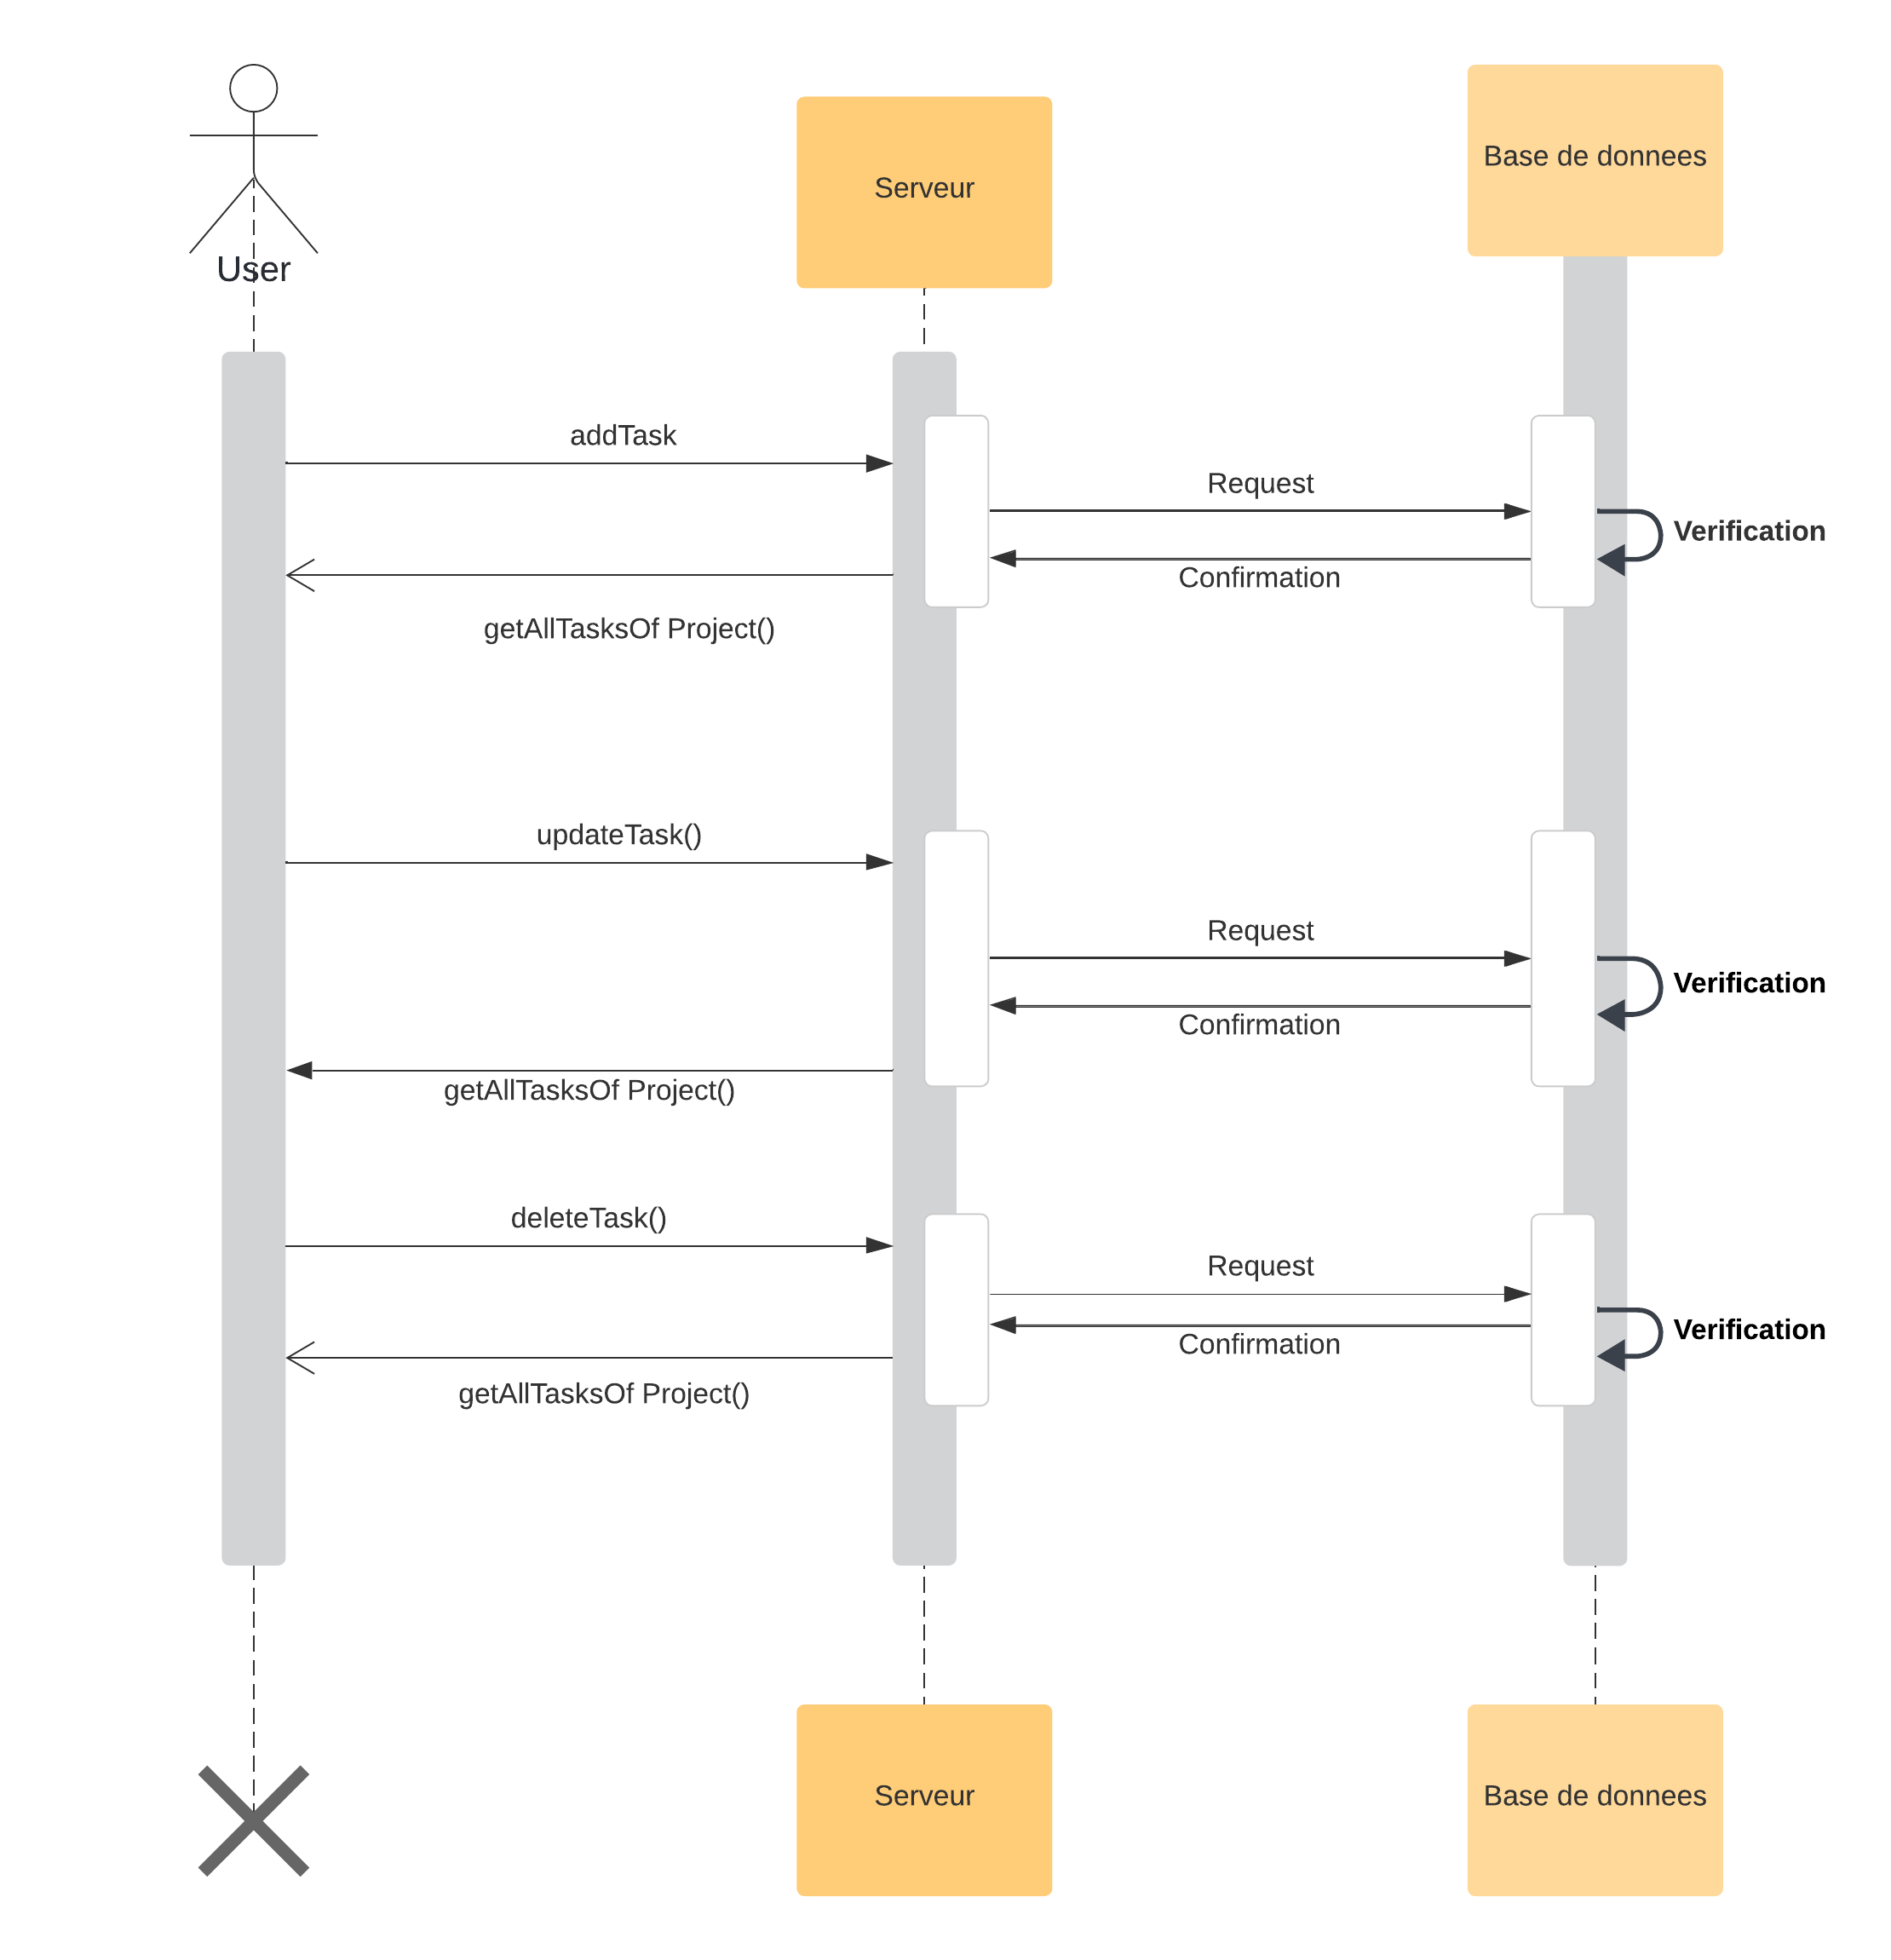 User
Serveur
Base de donnees
addTask
Request
Verification
Confirmation
getAllTasksOf Project()
updateTask()
Request
Verification
Confirmation
getAllTasksOf Project()
deleteTask()
Request
Verification
Confirmation
getAllTasksOf Project()
Serveur
Base de donnees